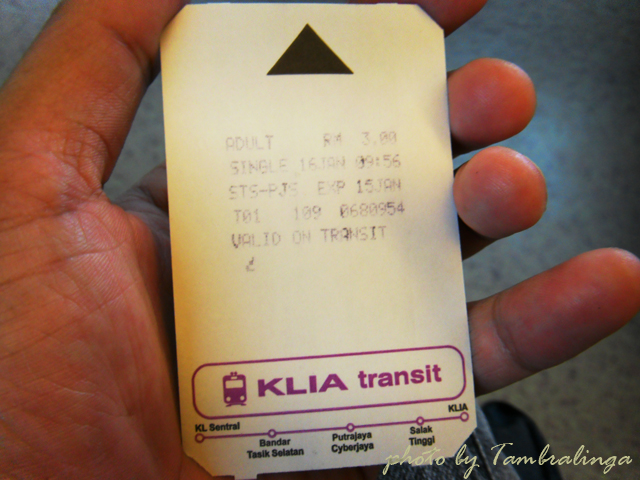 ADULT RM 3.00
SINGLE 16JAN 09:56
STS-PJS EXP 15JAN
T01 109 0680954
VALID ON TRANSIT
KLIA transit
KL Sentral
Bandar
Tasik Selatan
Putrajaya
Cyberjaya
Salak
Tinggi
KLIA
photo by Tambralinga